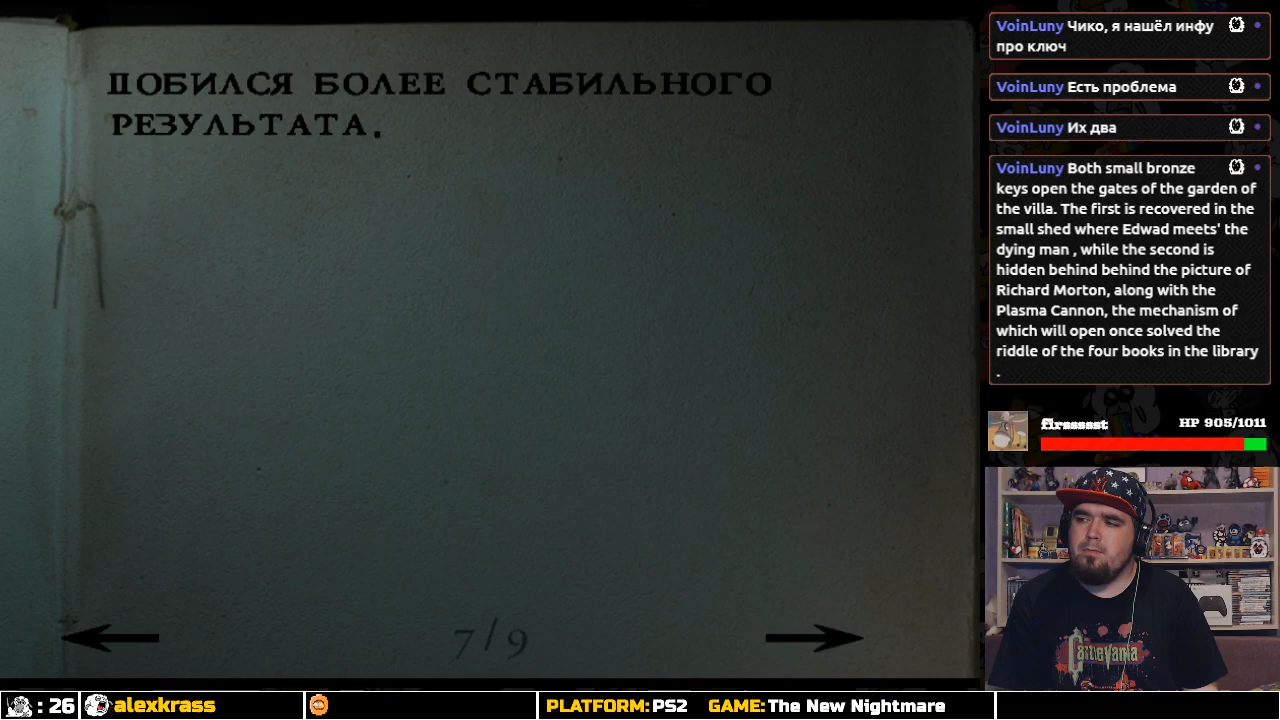 ДОБИЛСЯ БОЛЕЕ СТАБИЛЬНОГО
РЕЗУЛЬТАТА.
7/9
VoinLuny Чико, я нашёл инфу
про ключ
VoinLuny Есть проблема
VoinLuny Их два
VoinLuny Both small bronze
keys open the gates of the garden of
the villa. The first is recovered in the
small shed where Edwad meets' the
dying man , while the second is
hidden behind behind the picture of
Richard Morton, along with the
Plasma Cannon, the mechanism of
which will open once solved the
riddle of the four books in the library
.
firssssst HP 905/1011
: 26 alexkrass PLATFORM: PS2 GAME: The New Nightmare